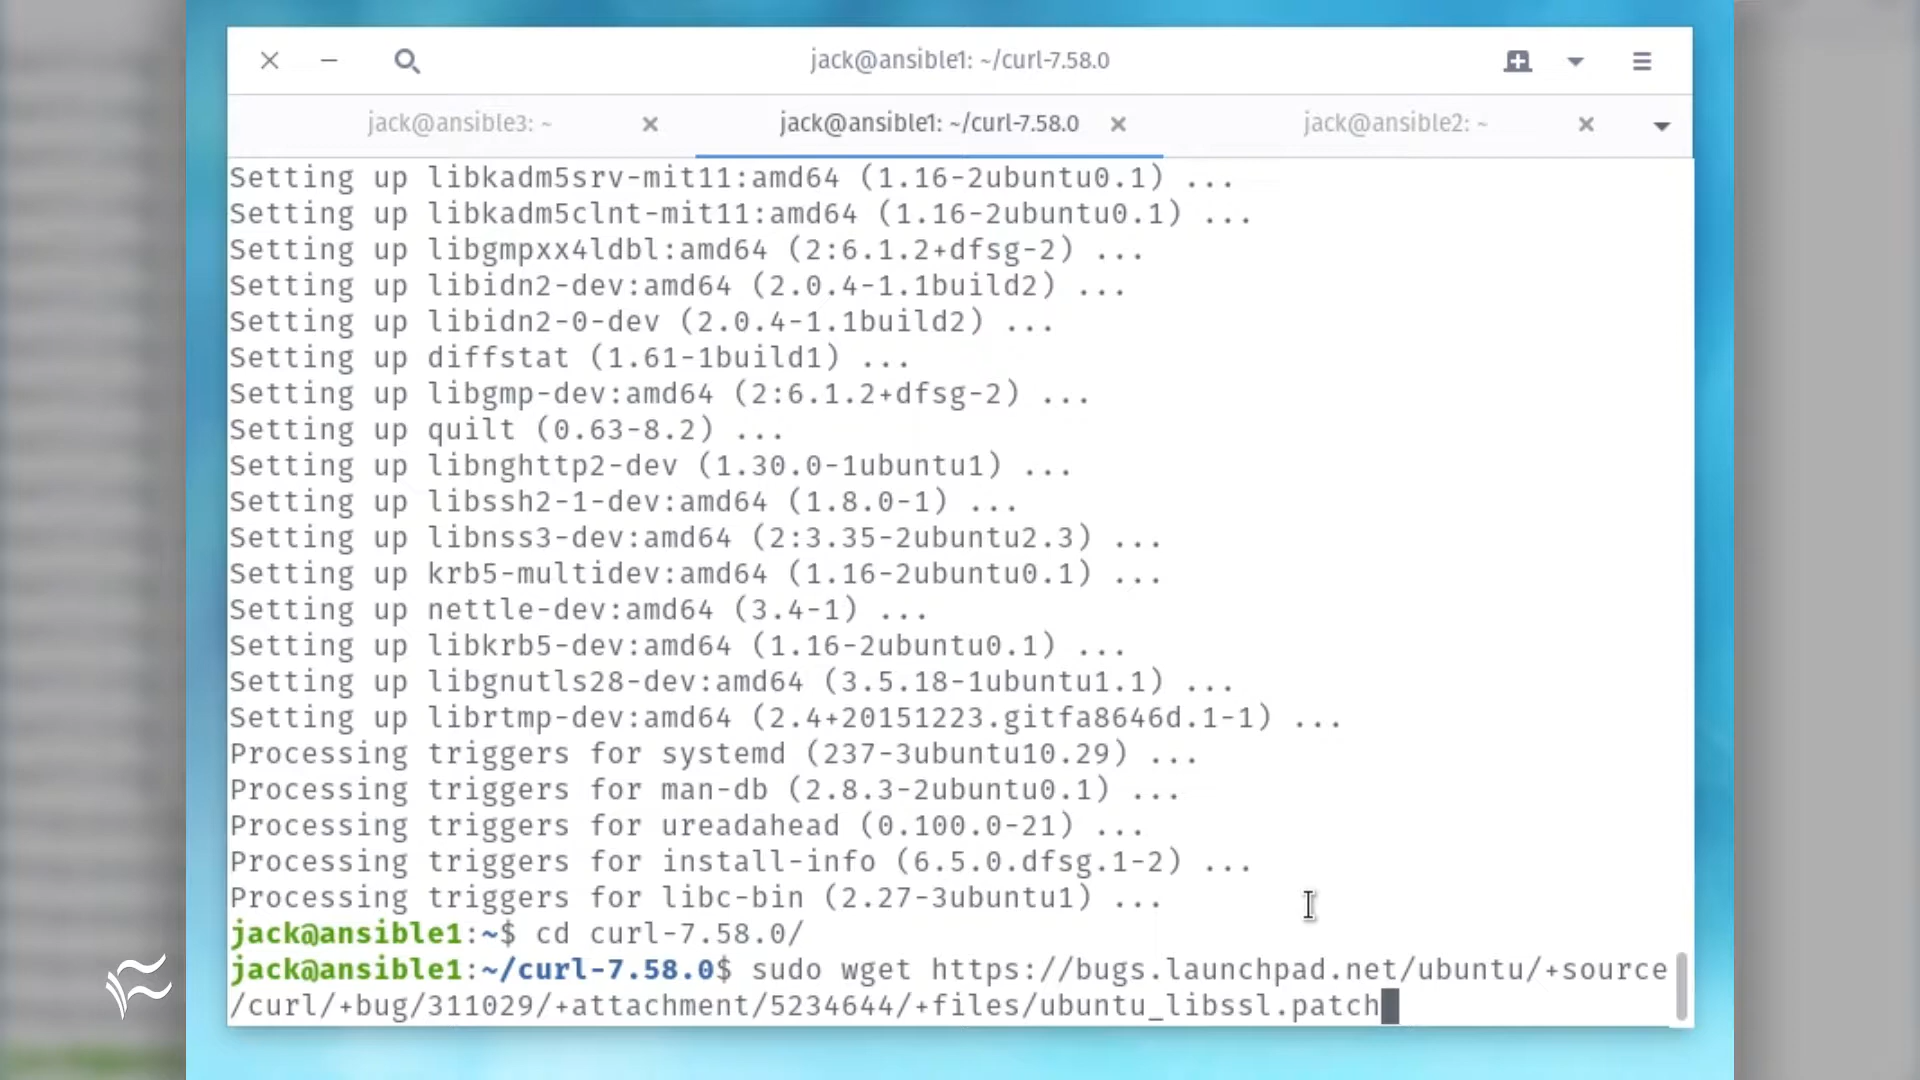 jack@ansible1: ~/curl-7.58.0
jack@ansible3: ~
jack@ansible1: ~/curl-7.58.0
jack@ansible2: ~
Setting up libkadm5srv-mit11:amd64 (1.16-2ubuntu0.1) ...
Setting up libkadm5clnt-mit11:amd64 (1.16-2ubuntu0.1) ...
Setting up libgmpxx4ldbl:amd64 (2:6.1.2+dfsg-2) ...
Setting up libidn2-dev:amd64 (2.0.4-1.1build2) ...
Setting up libidn2-0-dev (2.0.4-1.1build2) ...
Setting up diffstat (1.61-1build1) ...
Setting up libgmp-dev:amd64 (2:6.1.2+dfsg-2) ...
Setting up quilt (0.63-8.2) ...
Setting up libnghttp2-dev (1.30.0-1ubuntu1) ...
Setting up libssh2-1-dev:amd64 (1.8.0-1) ...
Setting up libnss3-dev:amd64 (2:3.35-2ubuntu2.3) ...
Setting up krb5-multidev:amd64 (1.16-2ubuntu0.1) ...
Setting up nettle-dev:amd64 (3.4-1) ...
Setting up libkrb5-dev:amd64 (1.16-2ubuntu0.1) ...
Setting up libgnutls28-dev:amd64 (3.5.18-1ubuntu1.1) ...
Setting up librtmp-dev:amd64 (2.4+20151223.gitfa8646d.1-1) ...
Processing triggers for systemd (237-3ubuntu10.29) ...
Processing triggers for man-db (2.8.3-2ubuntu0.1) ...
Processing triggers for ureadahead (0.100.0-21) ...
Processing triggers for install-info (6.5.0.dfsg.1-2) ...
Processing triggers for libc-bin (2.27-3ubuntu1) ...
jack@ansible1:~$ cd curl-7.58.0/
jack@ansible1:~/curl-7.58.0$ sudo wget https://bugs.launchpad.net/ubuntu/+source
/curl/+bug/311029/+attachment/5234644/+files/ubuntu_libssl.patch